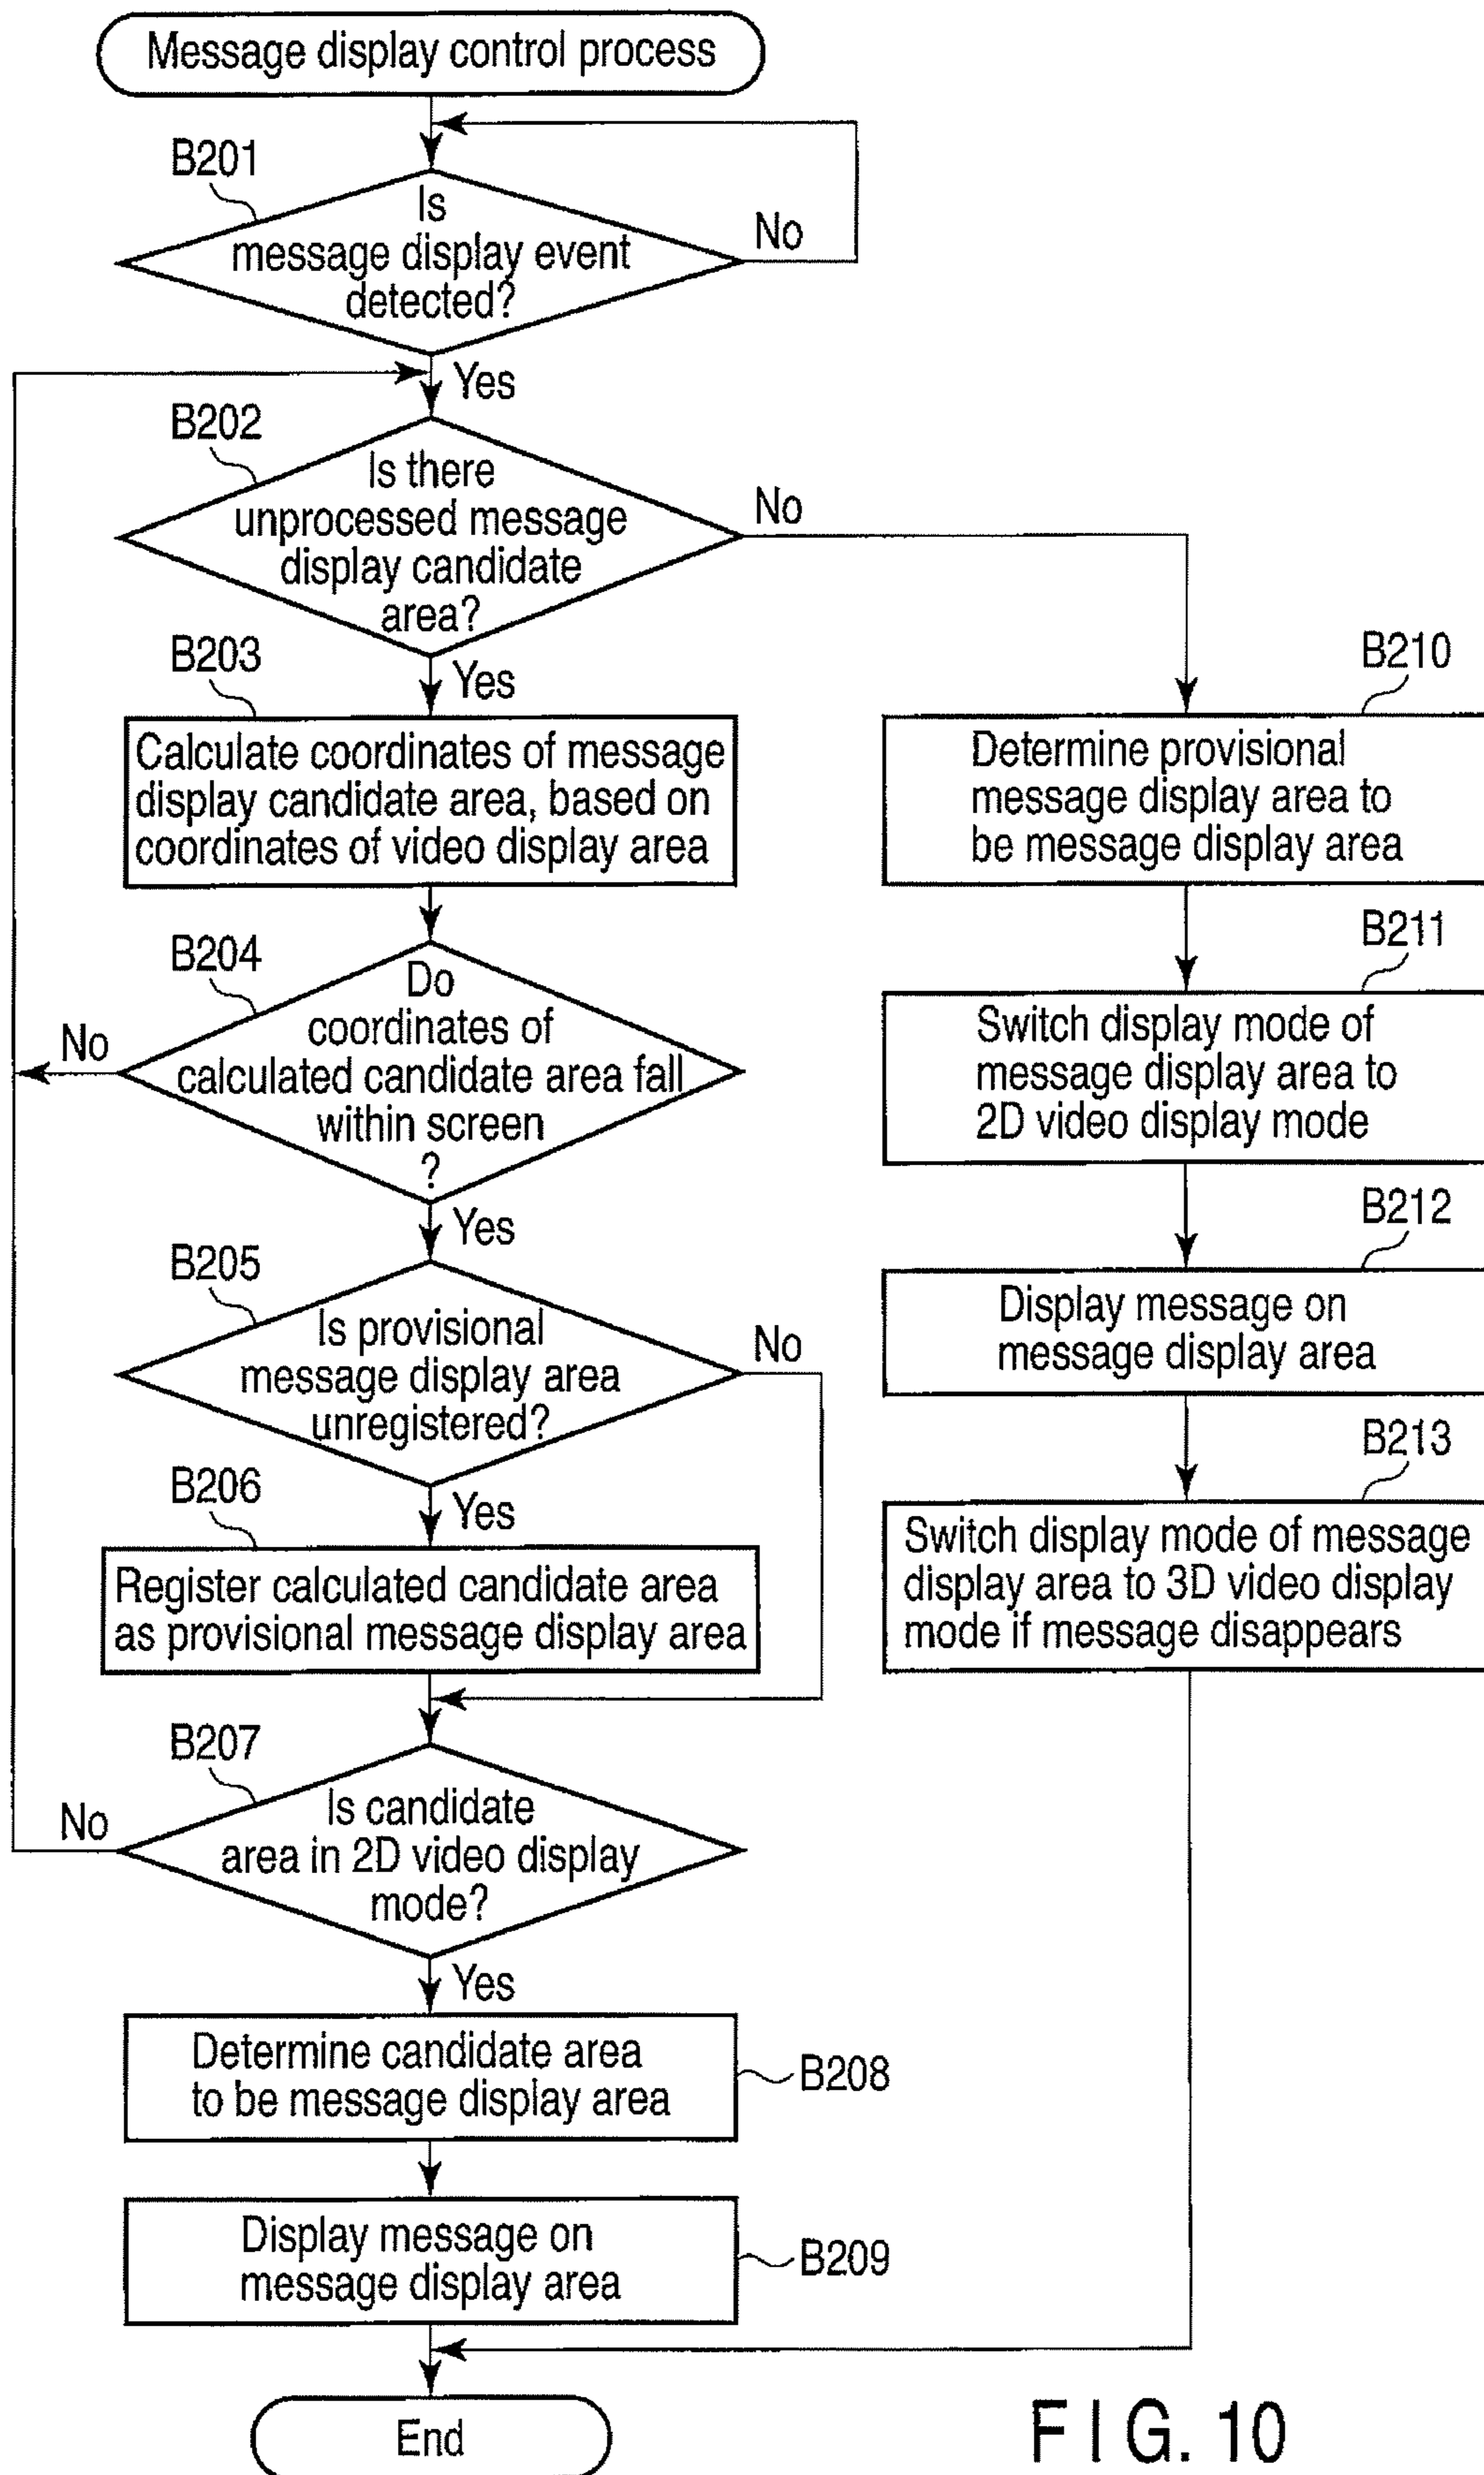 Message display control process
B201
Is
message display event
detected?
No
Yes
B202
Is there
unprocessed message
display candidate
area?
No
Yes
B203
Calculate coordinates of message
display candidate area, based on
coordinates of video display area
B204
Do
coordinates of
calculated candidate area fall
within screen
?
No
Yes
B205
Is provisional
message display area
unregistered?
No
Yes
B206
Register calculated candidate area
as provisional message display area
B207
Is candidate
area in 2D video display
mode?
No
Yes
Determine candidate area
to be message display area
B208
Display message on
message display area
B209
B210
Determine provisional
message display area to
be message display area
B211
Switch display mode of
message display area to
2D video display mode
B212
Display message on
message display area
B213
Switch display mode of message
display area to 3D video display
mode if message disappears
End
FIG. 10